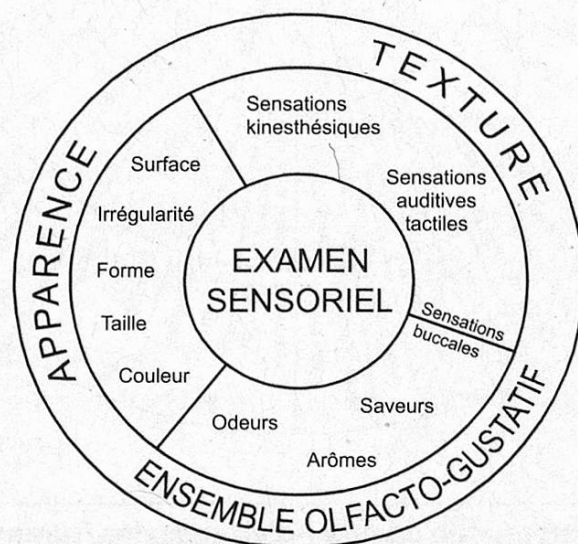 TEXTURE
Sensations
kinesthésiques
Sensations
auditives
tactiles
Sensations
buccales
APPARENCE
Surface
Irrégularité
Forme
Taille
Couleur
EXAMEN
SENSORIEL
Odeurs
Saveurs
Arômes
ENSEMBLE OLFACTO-GUSTATIF